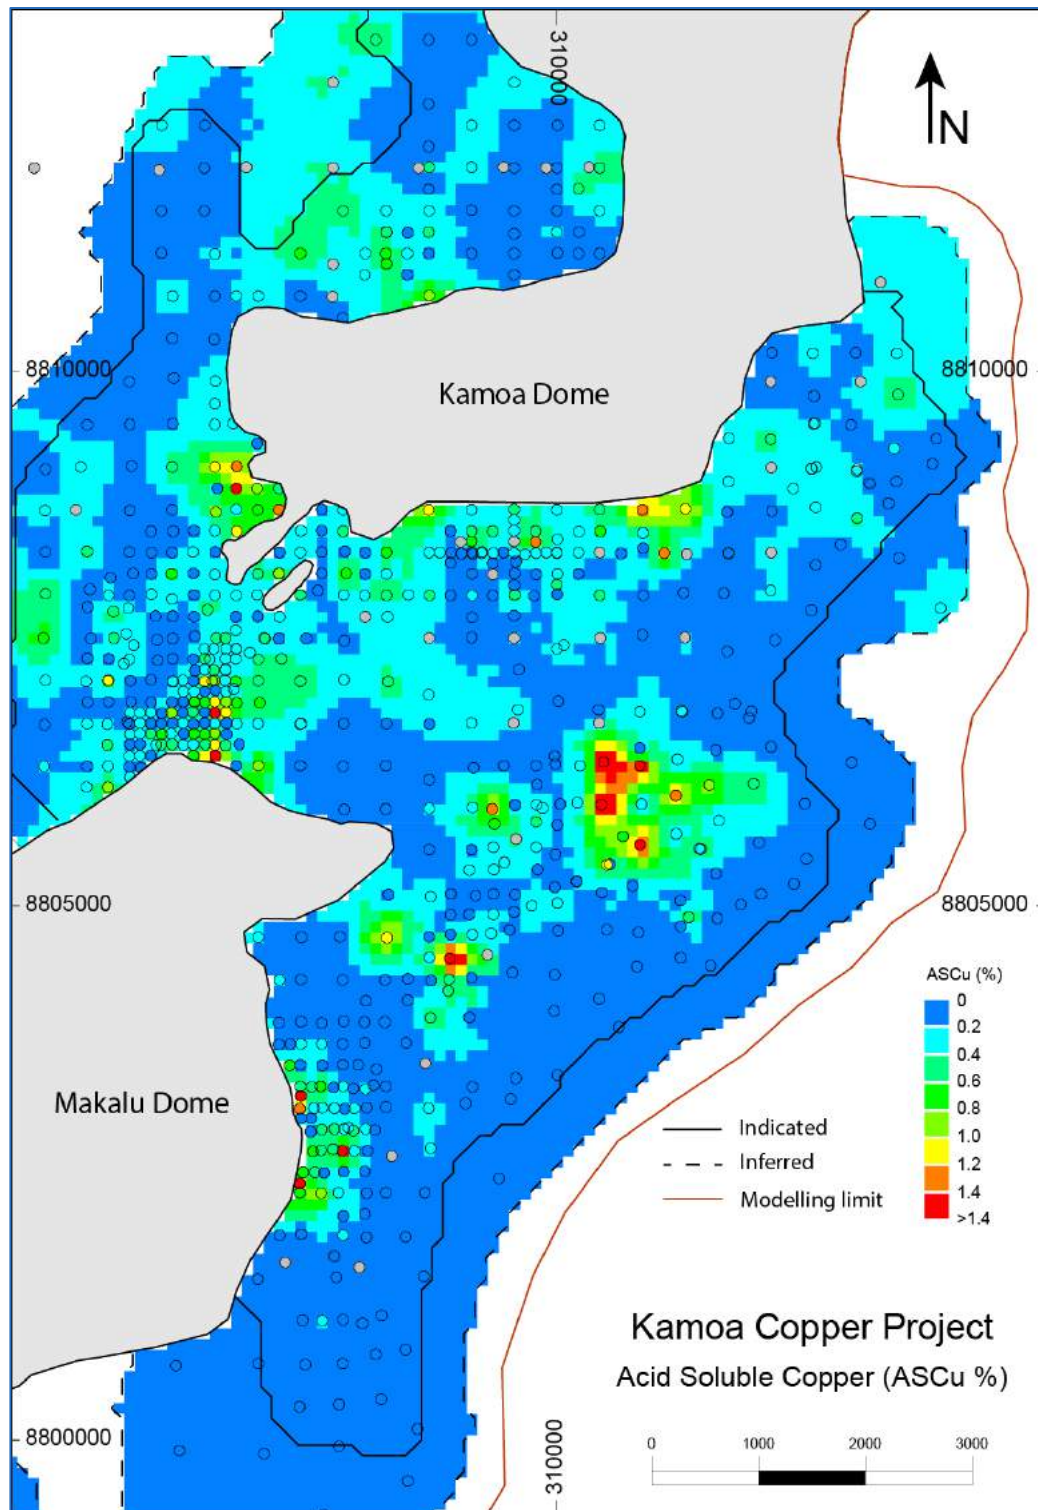 310000
N
8810000
8810000
Kamoa Dome
8805000
8805000
ASCu (%)
0
0.2
0.4
0.6
0.8
1.0
1.2
1.4
>1.4
Makalu Dome
Indicated
Inferred
Modelling limit
Kamoa Copper Project
Acid Soluble Copper (ASCu %)
8800000
310000
0 1000 2000 3000